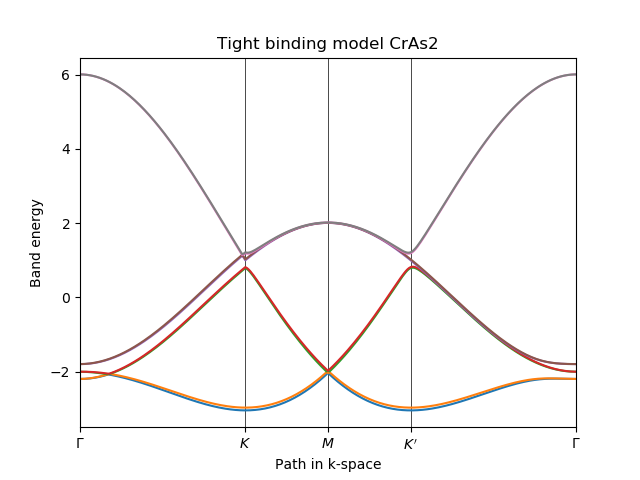 Tight binding model CrAs2
Band energy
6
4
2
0
−2
Γ K M K′ Γ
Path in k-space